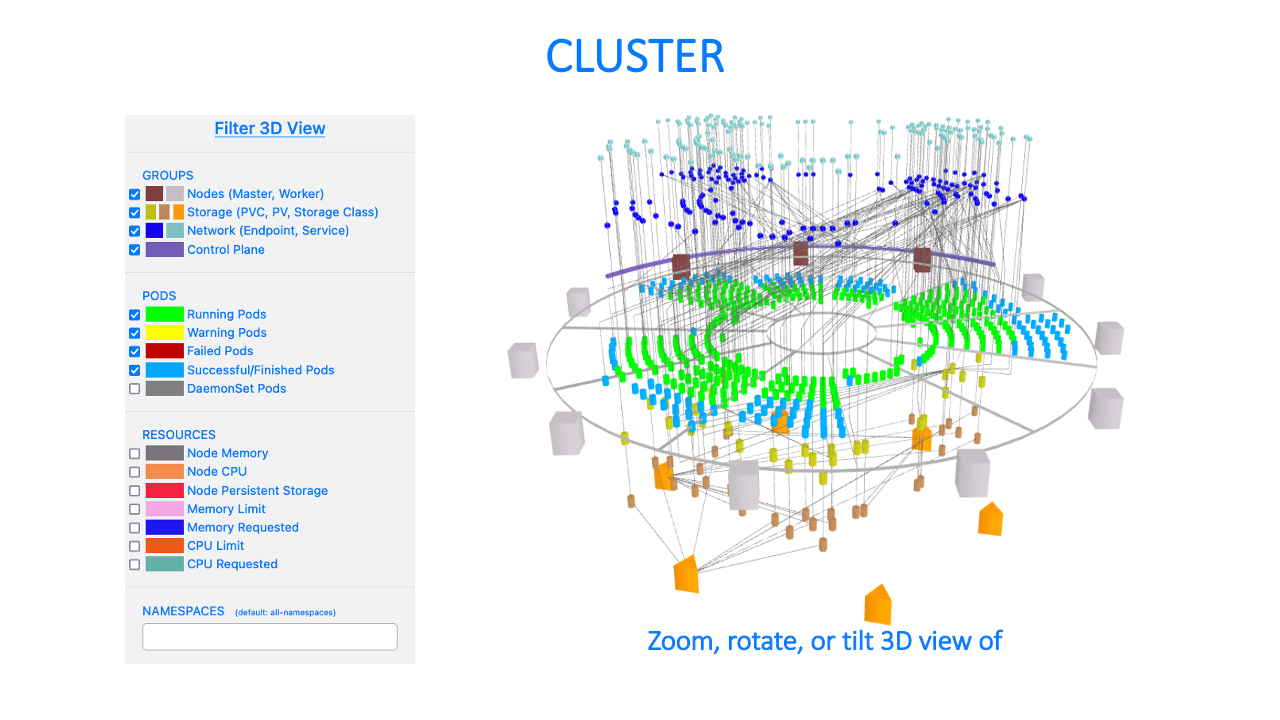 CLUSTER
Filter 3D View
GROUPS
Nodes (Master, Worker)
Storage (PVC, PV, Storage Class)
Network (Endpoint, Service)
Control Plane
PODS
Running Pods
Warning Pods
Failed Pods
Successful/Finished Pods
DaemonSet Pods
RESOURCES
Node Memory
Node CPU
Node Persistent Storage
Memory Limit
Memory Requested
CPU Limit
CPU Requested
NAMESPACES (default: all-namespaces)
Zoom, rotate, or tilt 3D view of